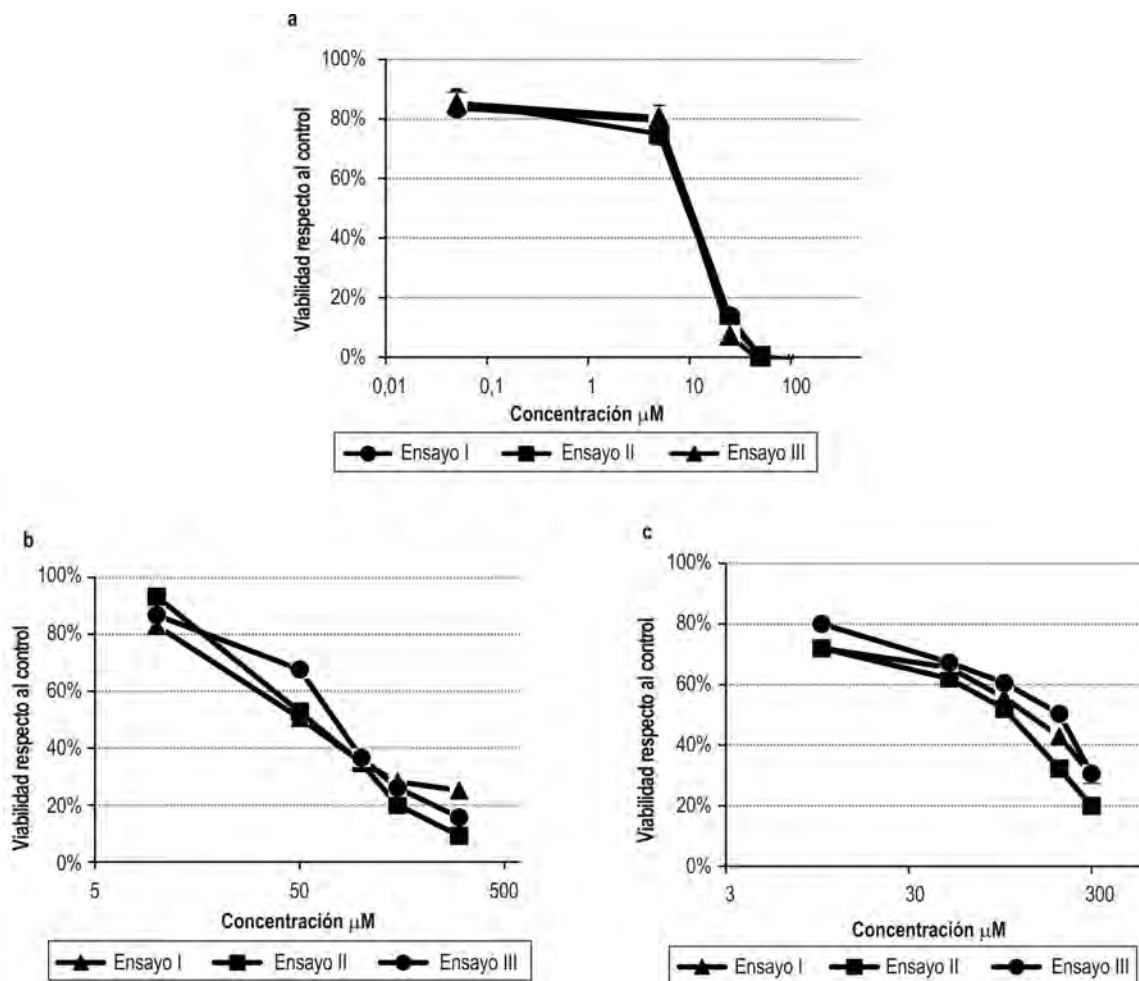 a
Viabilidad respecto al control
100%
80%
60%
40%
20%
0%
0,01 0,1 1 10 100
Concentración μM
Ensayo I Ensayo II Ensayo III
b
Viabilidad respecto al control
100%
80%
60%
40%
20%
0%
5 50 500
Concentración μM
Ensayo I Ensayo II Ensayo III
c
Viabilidad respecto al control
100%
80%
60%
40%
20%
0%
3 30 300
Concentración μM
Ensayo I Ensayo II Ensayo III